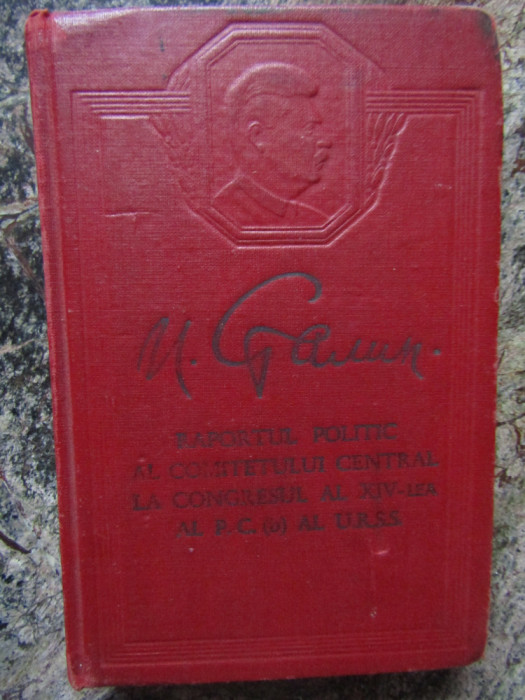 И. Сталин.
RAPORTUL POLITIC
AL COMITETULUI CENTRAL
LA CONGRESUL AL XIV-LEA
AL P.C.(b) AL U.R.S.S.